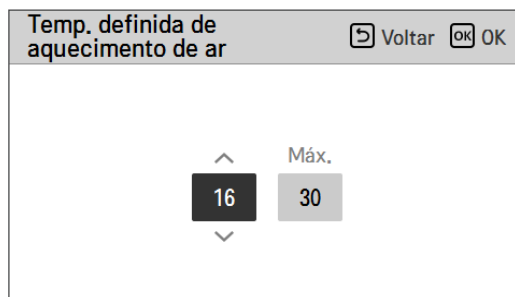 Temp. definida de
aquecimento de ar
Voltar OK OK
Máx.
16 30